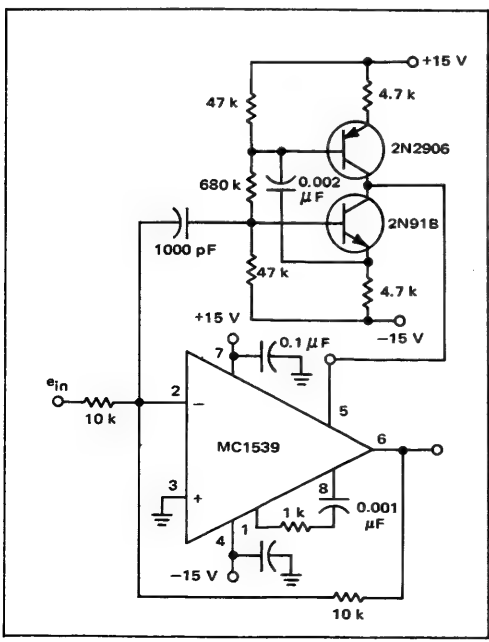 +15 V
47 k
4.7 k
2N2906
680 k
0.002
μF
2N918
1000 pF
47 k
4.7 k
+15 V
-15 V
0.1 μF
7
ein
2
-
5
10 k
MC1539
6
3
+
8
1 k
0.001
μF
1
4
-15 V
10 k